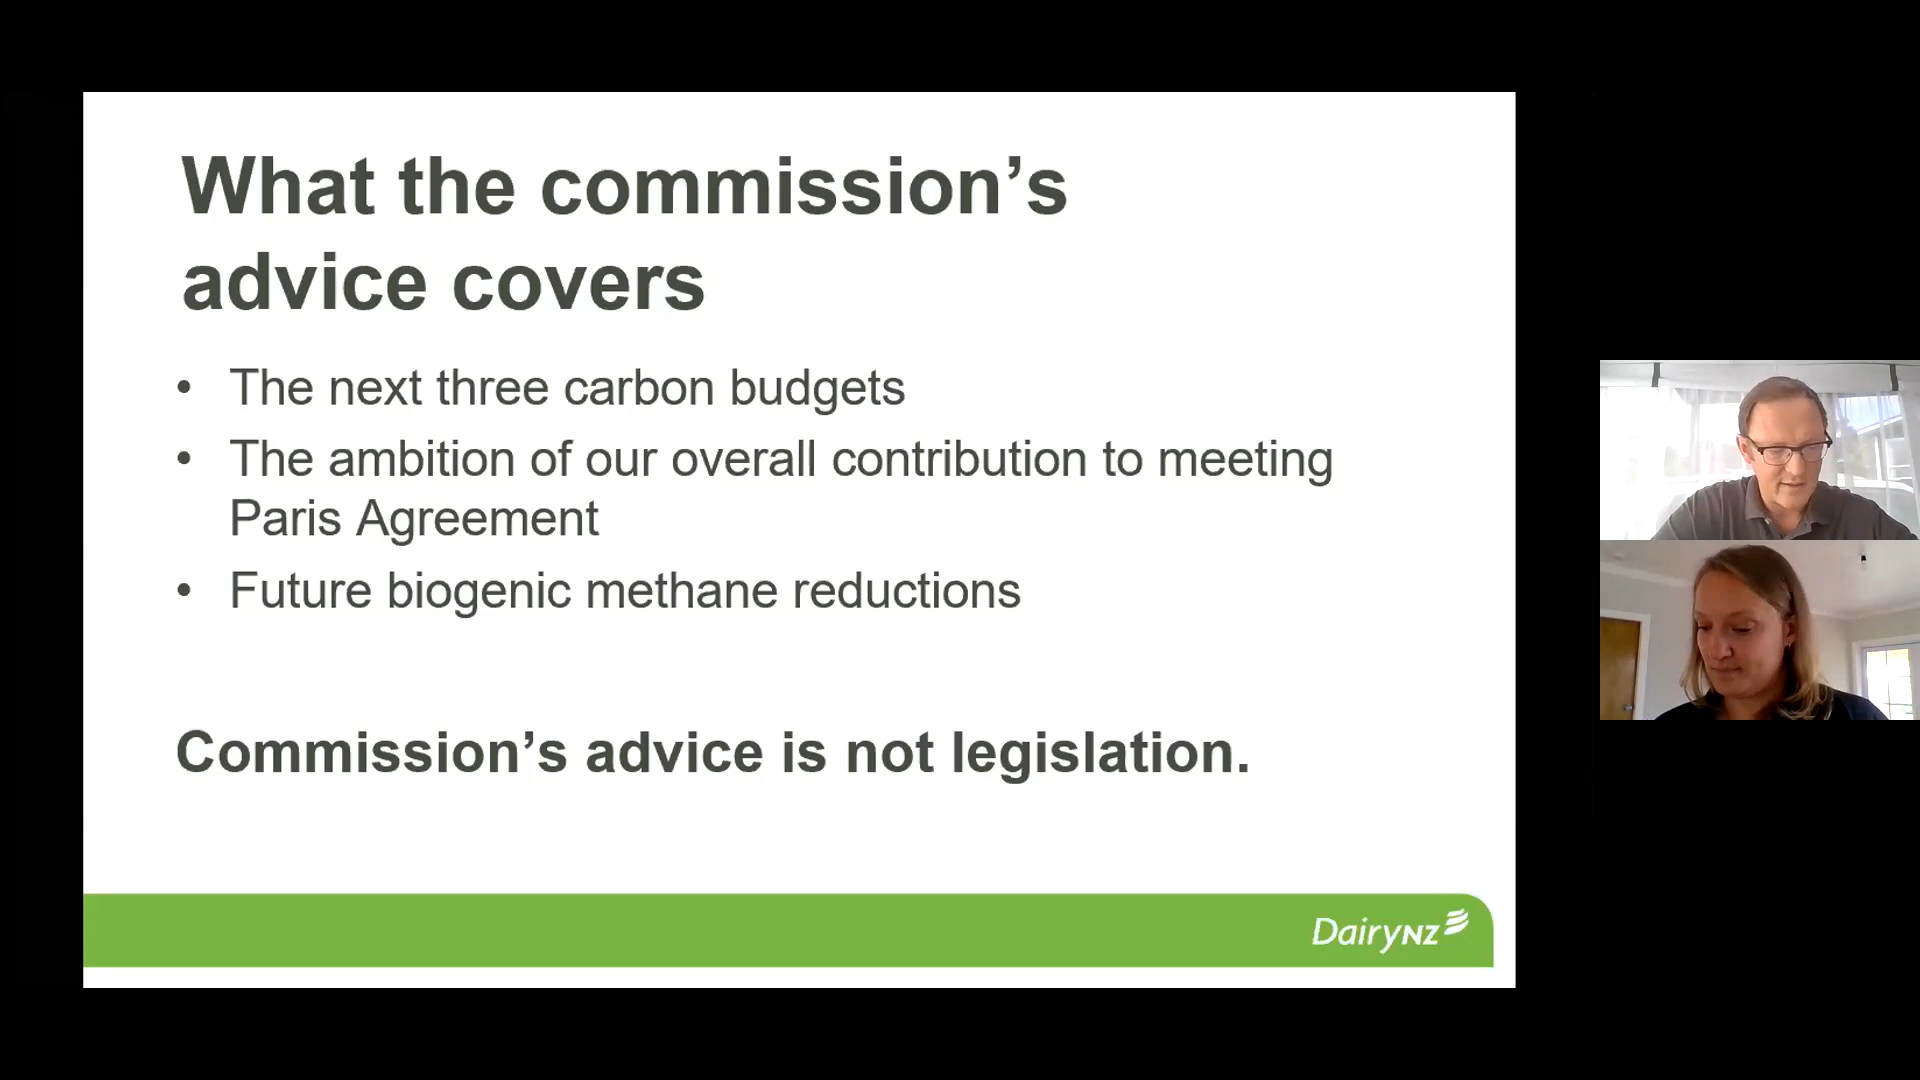 What the commission’s
advice covers
• The next three carbon budgets
• The ambition of our overall contribution to meeting
Paris Agreement
• Future biogenic methane reductions
Commission’s advice is not legislation.
DairyNZ